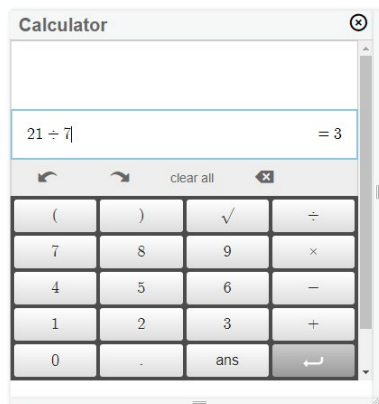 Calculator
21 ÷ 7 = 3
clear all
( ) √ ÷
7 8 9 ×
4 5 6 −
1 2 3 +
0 . ans